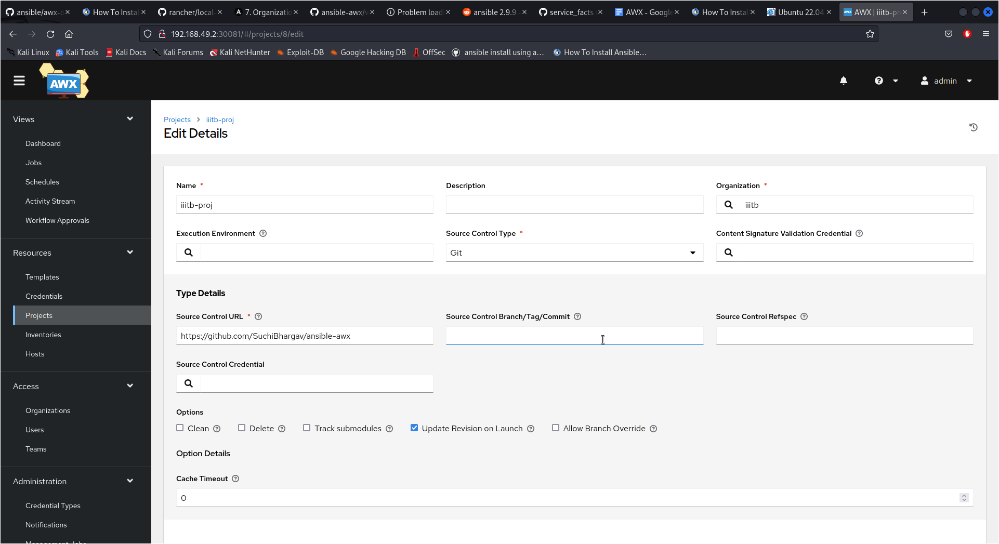 ansible/awx-o How To Instal rancher/local- 7. Organizatio ansible-awx/v Problem load ansible 2.9.9 - service_facts AWX - Google How To Instal Ubuntu 22.04 AWX | iiitb-pr
192.168.49.2:30081/#/projects/8/edit
Kali Linux Kali Tools Kali Docs Kali Forums Kali NetHunter Exploit-DB Google Hacking DB OffSec ansible install using a... How To Install Ansible...
AWX
admin
Views
Dashboard
Jobs
Schedules
Activity Stream
Workflow Approvals
Resources
Templates
Credentials
Projects
Inventories
Hosts
Access
Organizations
Users
Teams
Administration
Credential Types
Notifications
Management Jobs
Projects > iiitb-proj
Edit Details
Name * Description Organization *
iiitb-proj iiitb
Execution Environment Source Control Type * Content Signature Validation Credential
Git
Type Details
Source Control URL * Source Control Branch/Tag/Commit Source Control Refspec
https://github.com/SuchiBhargav/ansible-awx
Source Control Credential
Options
Clean Delete Track submodules Update Revision on Launch Allow Branch Override
Option Details
Cache Timeout
0